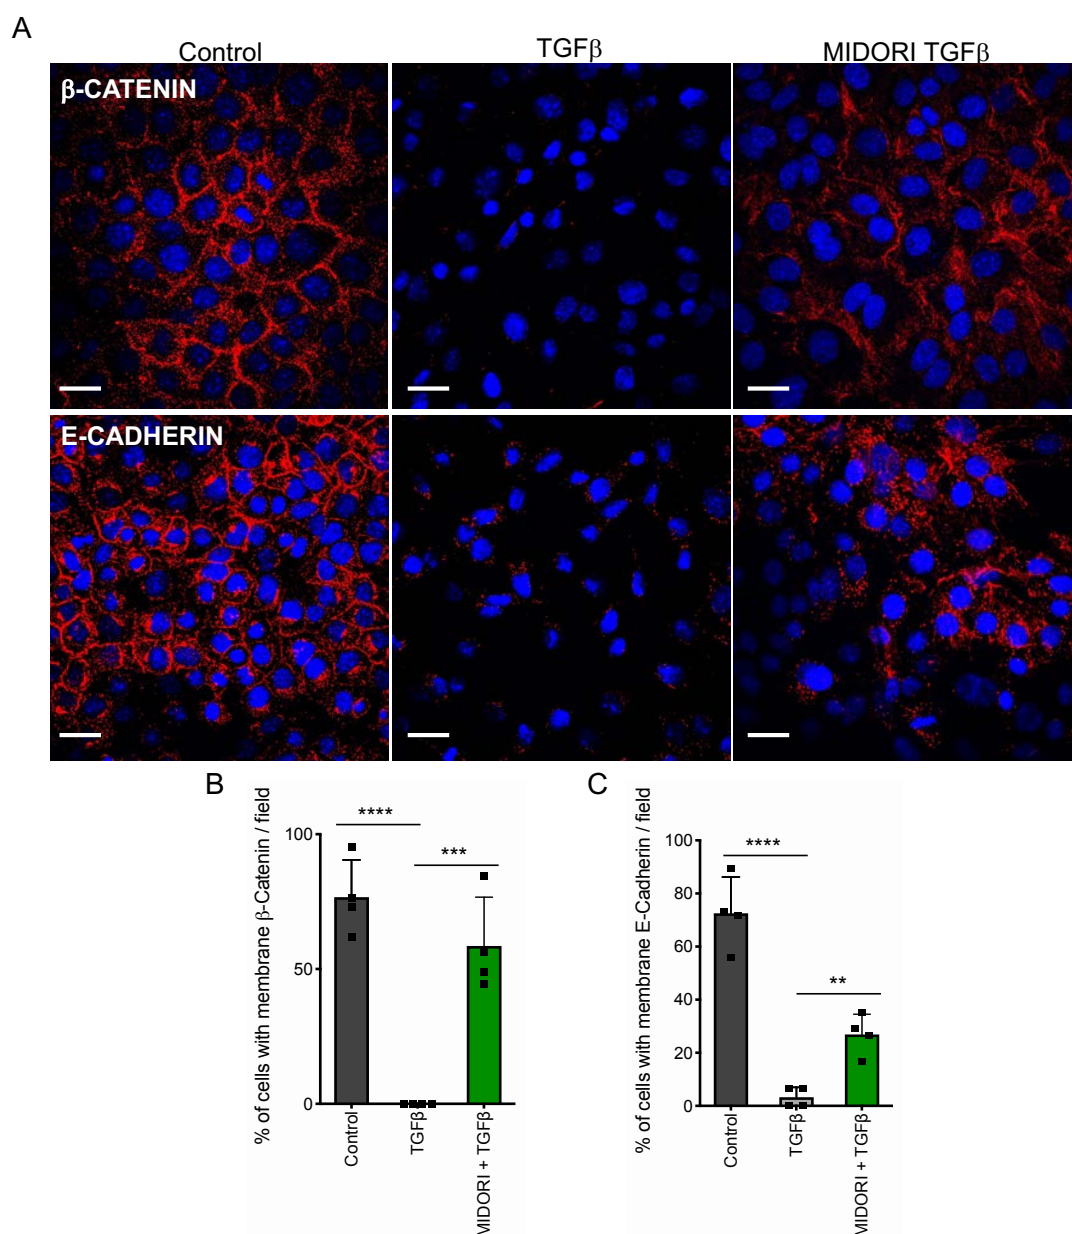 A
Control
TGFβ
MIDORI TGFβ
β-CATENIN
E-CADHERIN
B
% of cells with membrane β-Catenin / field
100
50
0
****
***
Control
TGFβ
MIDORI + TGFβ
C
% of cells with membrane E-Cadherin / field
100
80
60
40
20
0
****
**
Control
TGFβ
MIDORI + TGFβ